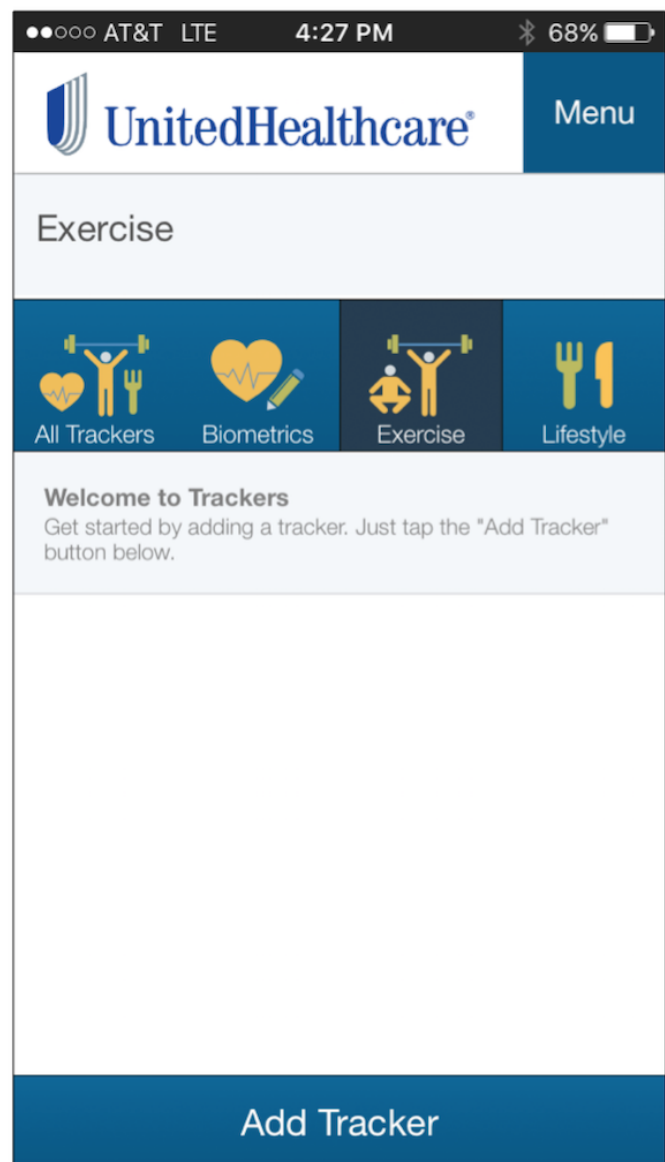 AT&T LTE 4:27 PM 68%
UnitedHealthcare®
Menu
Exercise
All Trackers Biometrics Exercise Lifestyle
Welcome to Trackers
Get started by adding a tracker. Just tap the "Add Tracker"
button below.
Add Tracker